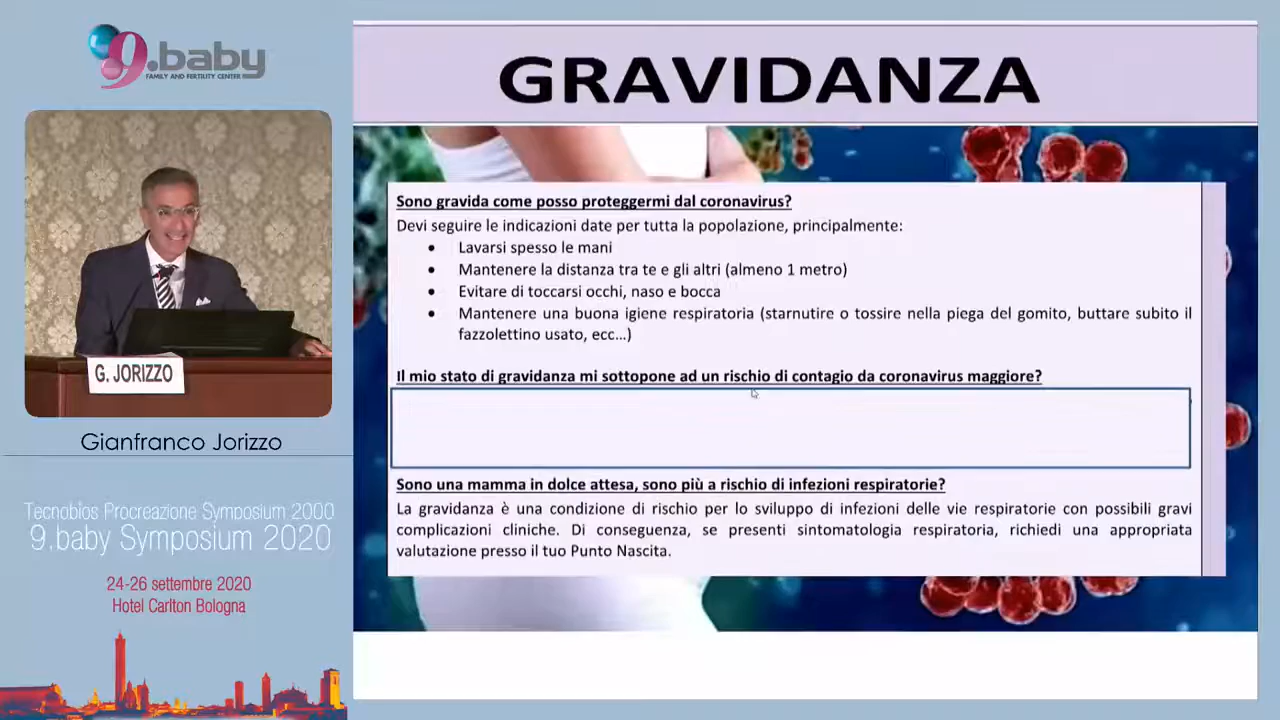 9.baby
FAMILY AND FERTILITY CENTER
G. JORIZZO
Gianfranco Jorizzo
Tecnobios Procreazione Symposium 2000
9.baby Symposium 2020
24-26 settembre 2020
Hotel Carlton Bologna
GRAVIDANZA
Sono gravida come posso proteggermi dal coronavirus?
Devi seguire le indicazioni date per tutta la popolazione, principalmente:
• Lavarsi spesso le mani
• Mantenere la distanza tra te e gli altri (almeno 1 metro)
• Evitare di toccarsi occhi, naso e bocca
• Mantenere una buona igiene respiratoria (starnutire o tossire nella piega del gomito, buttare subito il
fazzolettino usato, ecc…)
Il mio stato di gravidanza mi sottopone ad un rischio di contagio da coronavirus maggiore?
Sono una mamma in dolce attesa, sono più a rischio di infezioni respiratorie?
La gravidanza è una condizione di rischio per lo sviluppo di infezioni delle vie respiratorie con possibili gravi
complicazioni cliniche. Di conseguenza, se presenti sintomatologia respiratoria, richiedi una appropriata
valutazione presso il tuo Punto Nascita.